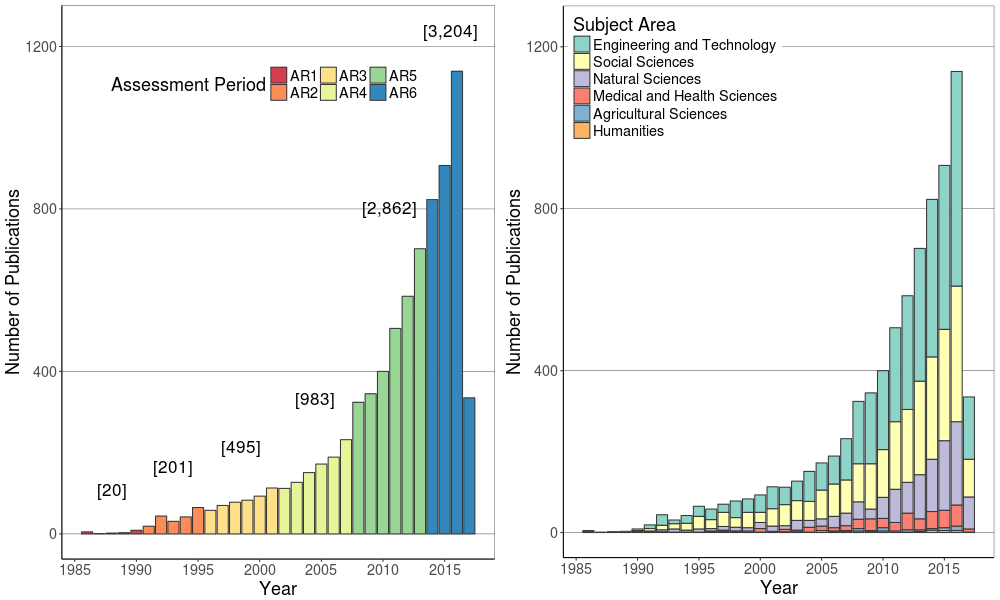 [3,204]
Assessment Period
AR1 AR3 AR5
AR2 AR4 AR6
[2,862]
[983]
[495]
[201]
[20]
Number of Publications
1200
800
400
0
1985 1990 1995 2000 2005 2010 2015
Year
Subject Area
Engineering and Technology
Social Sciences
Natural Sciences
Medical and Health Sciences
Agricultural Sciences
Humanities
Number of Publications
1200
800
400
0
1985 1990 1995 2000 2005 2010 2015
Year